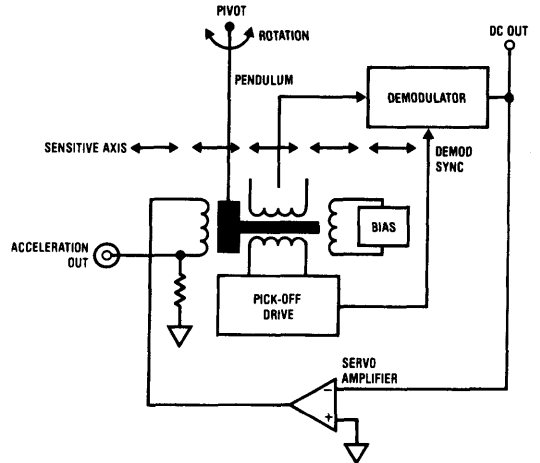 PIVOT
ROTATION
PENDULUM
DC OUT
DEMODULATOR
SENSITIVE AXIS
DEMOD
SYNC
BIAS
ACCELERATION
OUT
PICK-OFF
DRIVE
SERVO
AMPLIFIER
−
+